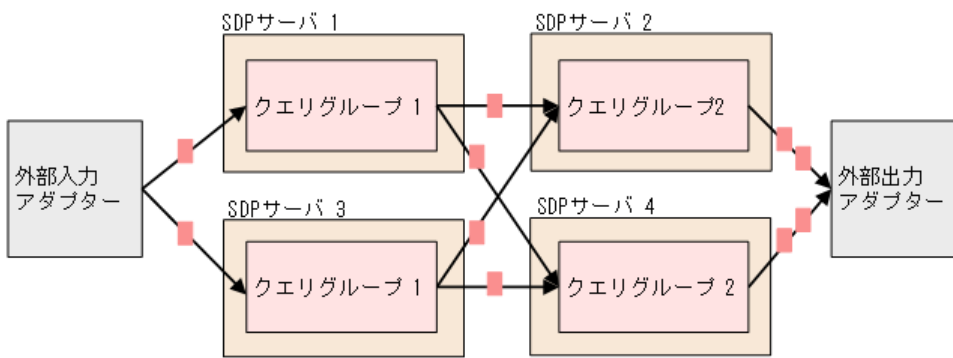 SDPサーバ 1
SDPサーバ 2
クエリグループ 1
クエリグループ2
外部入力
アダプター
外部出力
アダプター
SDPサーバ 3
SDPサーバ 4
クエリグループ 1
クエリグループ 2